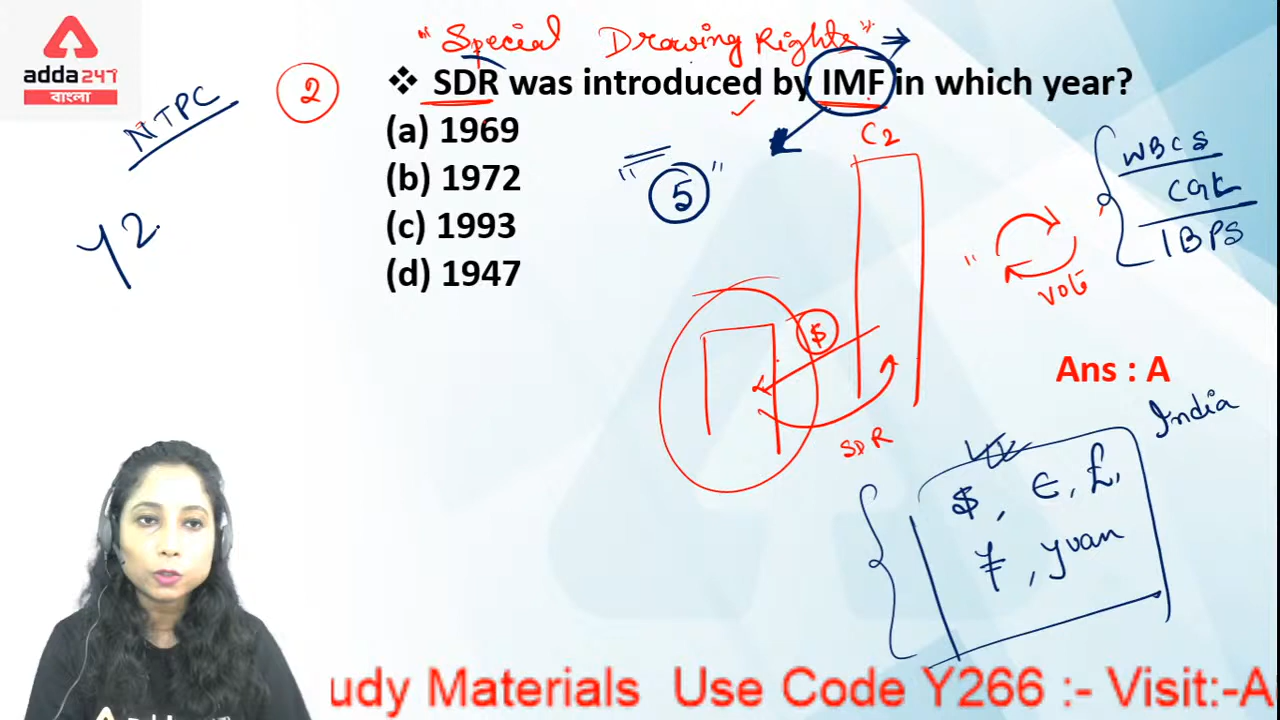 adda247
বাংলা
NTPC
2
"Special Drawing Rights"
❖ SDR was introduced by IMF in which year?
(a) 1969
(b) 1972
(c) 1993
(d) 1947
Y2
"5"
C2
$
SDR
vote
WBCS
CGL
IBPS
Ans : A
India
$, €, £,
¥, yuan
udy Materials Use Code Y266 :- Visit:-A